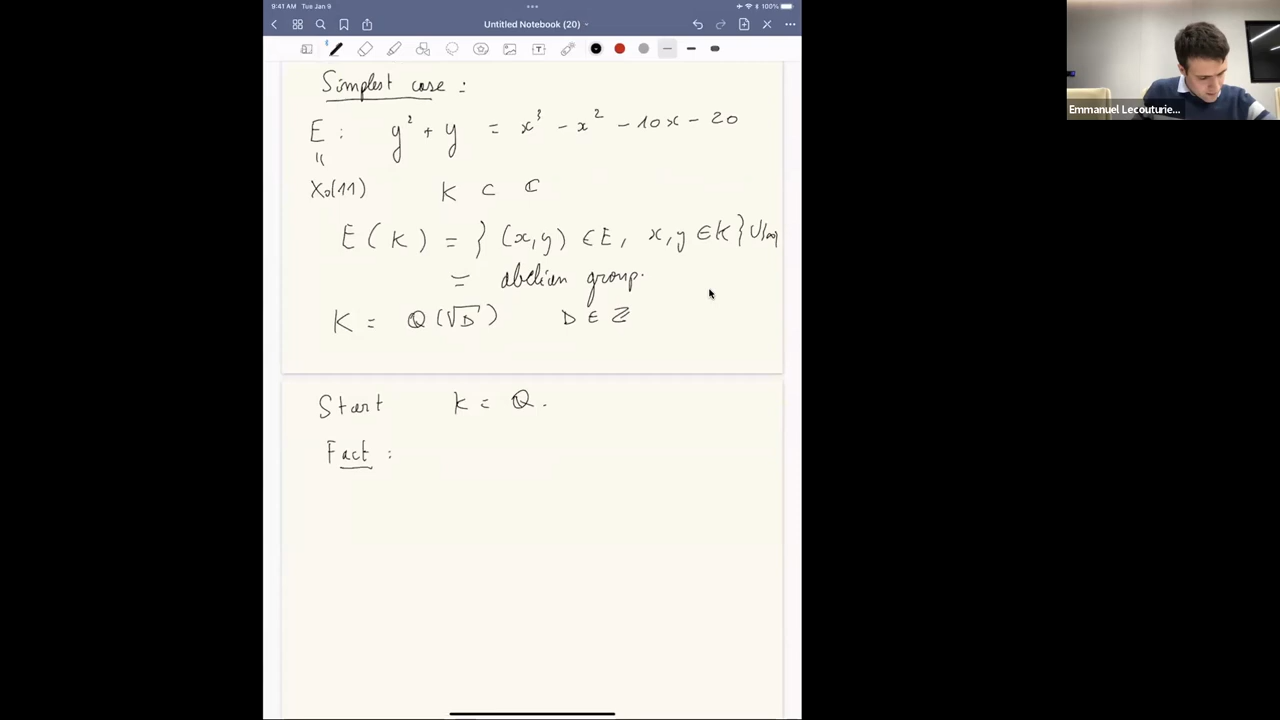 9:41 AM Tue Jan 9
100%
Untitled Notebook (20)
Simplest case :
E : y² + y = x³ - x² - 10x - 20
X₀(11) K ⊂ ℂ
E(K) = } (x,y) ∈ E, x, y ∈ K } ∪ {∞}
= abelian group.
K = ℚ(√D) D ∈ ℤ
Start K = ℚ.
Fact :
Emmanuel Lecouturie...